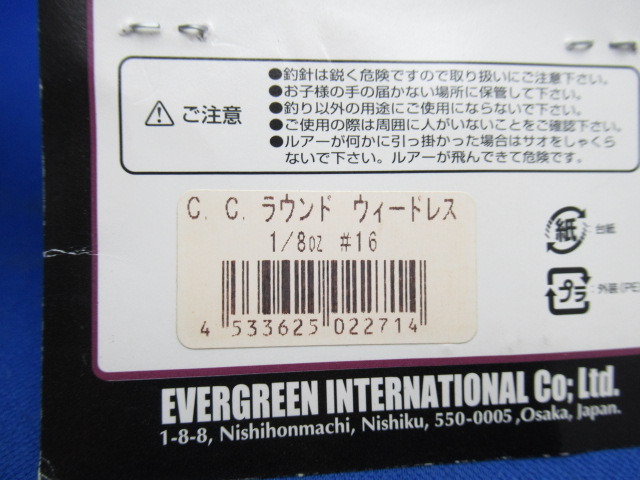 ご注意
●釣針は鋭く危険ですので取り扱いにご注意下さい。
●お子様の手の届かない場所に保管して下さい。
●釣り以外の用途にご使用にならないで下さい。
●ご使用の際は周囲に人がいないことをご確認下さい。
●ルアーが何かに引っ掛かった場合はサオをしゃくら
ないで下さい。ルアーが飛んできて危険です。
C. C. ラウンド ウィードレス
1/8oz #16
4 533625 022714
紙 :台紙
プラ :外装(PE)
EVERGREEN INTERNATIONAL Co; Ltd.
1-8-8, Nishihonmachi, Nishiku, 550-0005 ,Osaka, Japan.